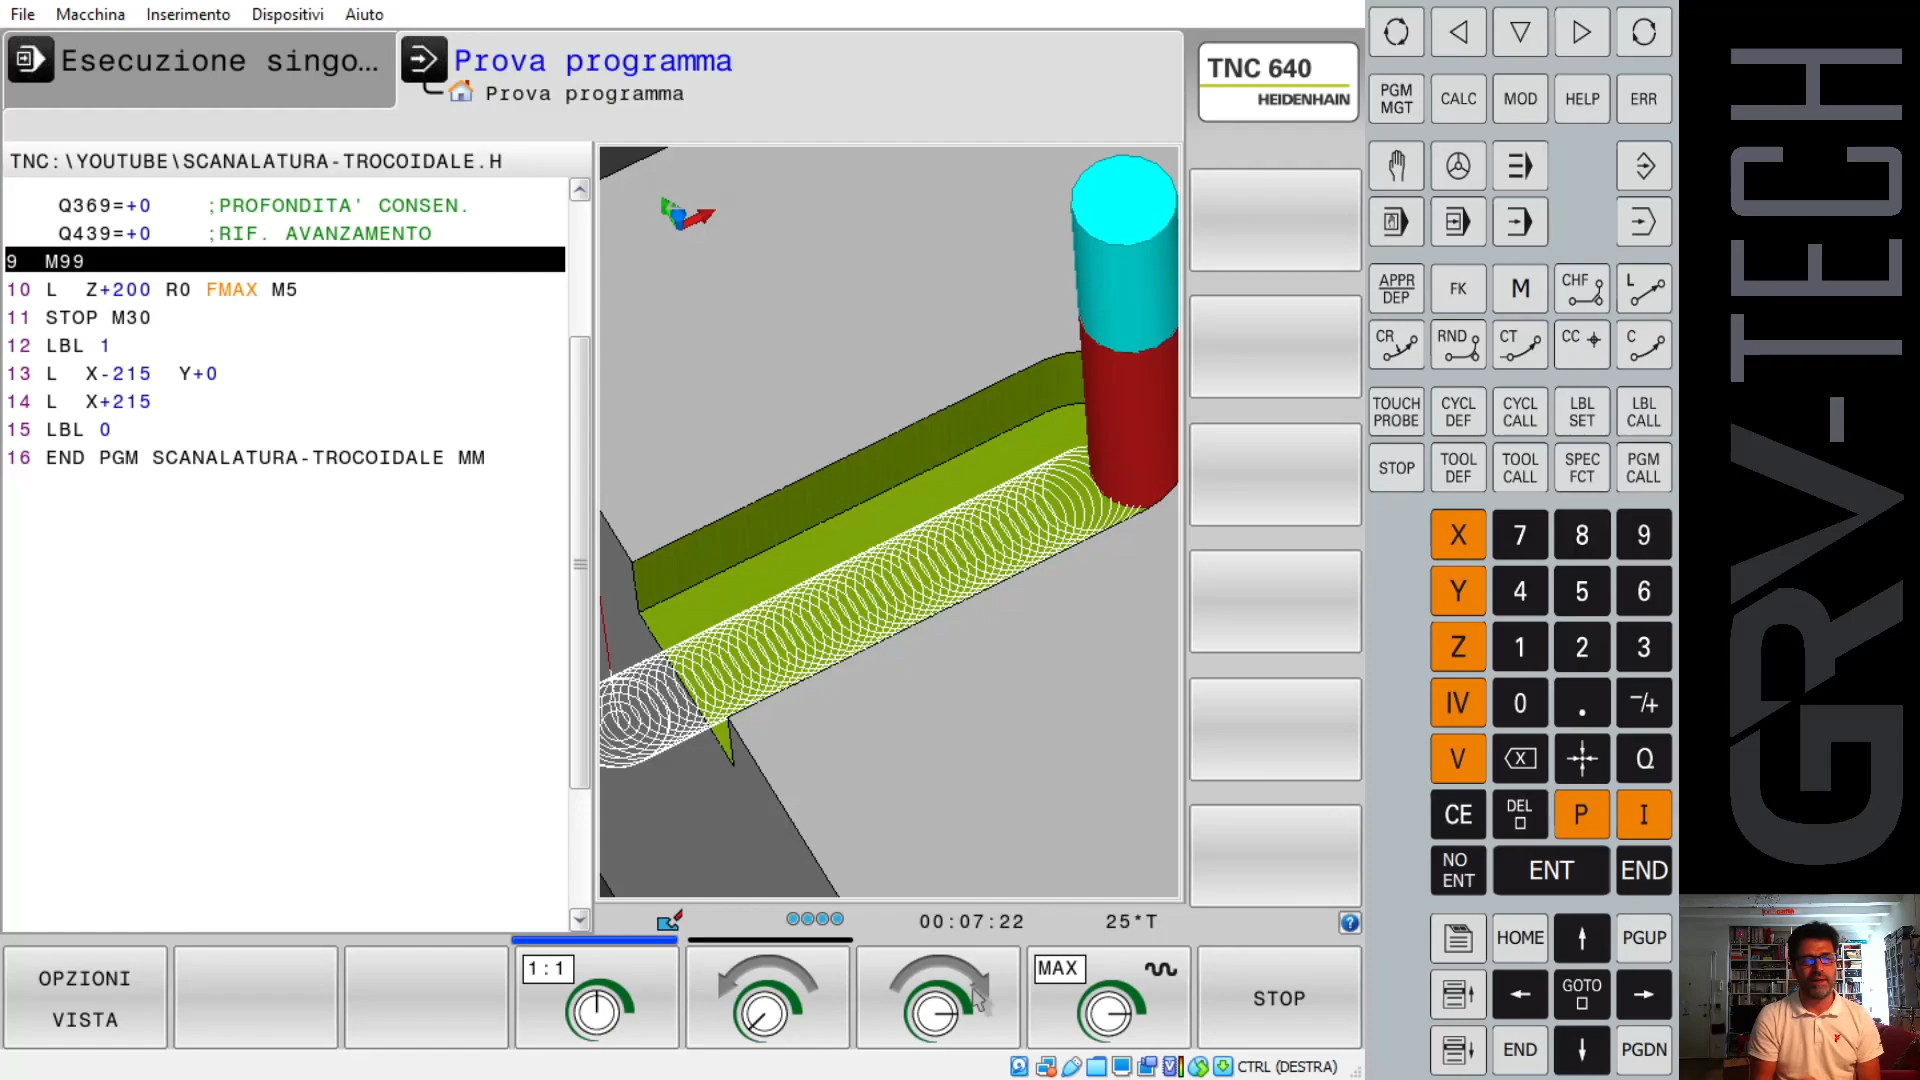 File Macchina Inserimento Dispositivi Aiuto
Esecuzione singo...
Prova programma
Prova programma
TNC 640
HEIDENHAIN
TNC:\YOUTUBE\SCANALATURA-TROCOIDALE.H
Q369=+0 ;PROFONDITA' CONSEN.
Q439=+0 ;RIF. AVANZAMENTO
9 M99
10 L Z+200 R0 FMAX M5
11 STOP M30
12 LBL 1
13 L X-215 Y+0
14 L X+215
15 LBL 0
16 END PGM SCANALATURA-TROCOIDALE MM
00:07:22 25*T
OPZIONI
VISTA
1:1
MAX
STOP
CTRL (DESTRA)
PGM MGT
CALC
MOD
HELP
ERR
APPR DEP
FK
M
CHF
L
CR
RND
CT
CC
C
TOUCH PROBE
CYCL DEF
CYCL CALL
LBL SET
LBL CALL
STOP
TOOL DEF
TOOL CALL
SPEC FCT
PGM CALL
X 7 8 9
Y 4 5 6
Z 1 2 3
IV 0 . -/+
V X Q
CE DEL P I
NO ENT
ENT
END
HOME
PGUP
GOTO
END
PGDN
GRV-TECH